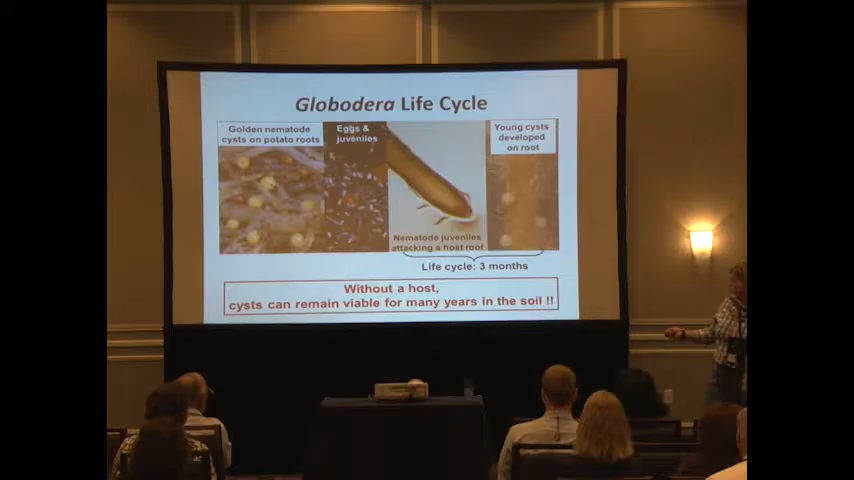 Globodera Life Cycle
Golden nematode
cysts on potato roots
Eggs &
juveniles
Nematode juveniles
attacking a host root
Young cysts
developed
on root
Life cycle: 3 months
Without a host,
cysts can remain viable for many years in the soil !!